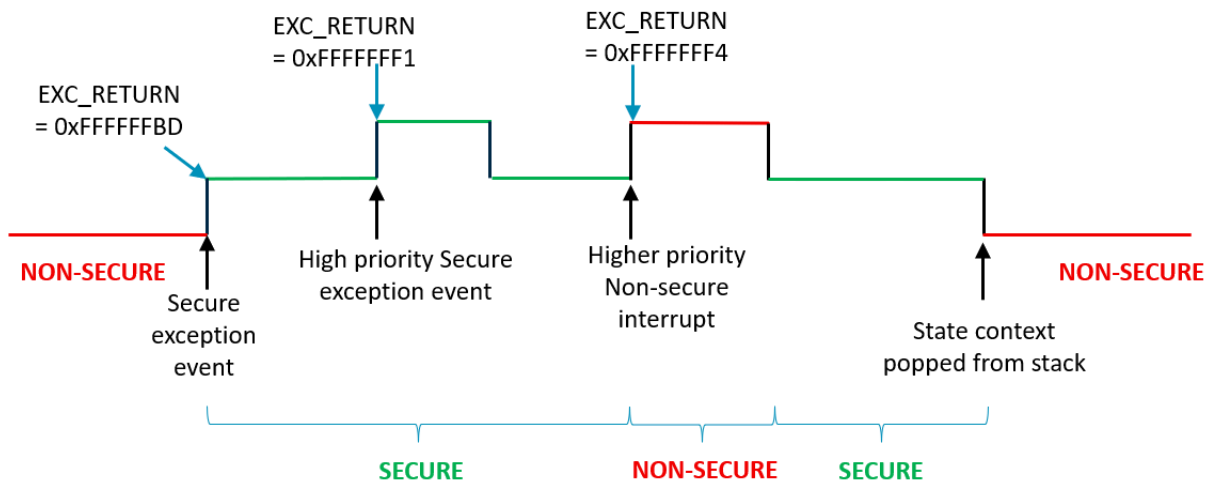 EXC_RETURN
= 0xFFFFFFBD
EXC_RETURN
= 0xFFFFFFF1
EXC_RETURN
= 0xFFFFFFF4
NON-SECURE
Secure
exception
event
High priority Secure
exception event
Higher priority
Non-secure
interrupt
State context
popped from stack
NON-SECURE
SECURE
NON-SECURE
SECURE